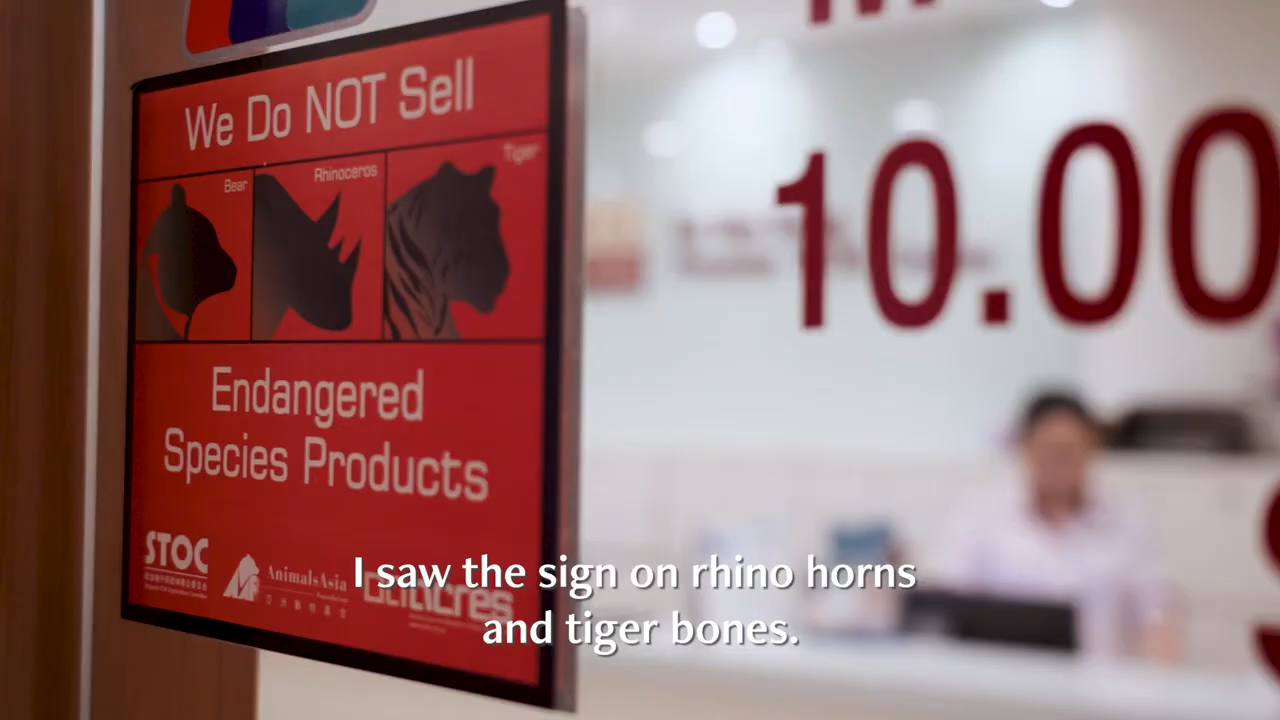 We Do NOT Sell
Bear
Rhinoceros
Tiger
Endangered
Species Products
STOC
AnimalsAsia
acres
10.00
I saw the sign on rhino horns
and tiger bones.